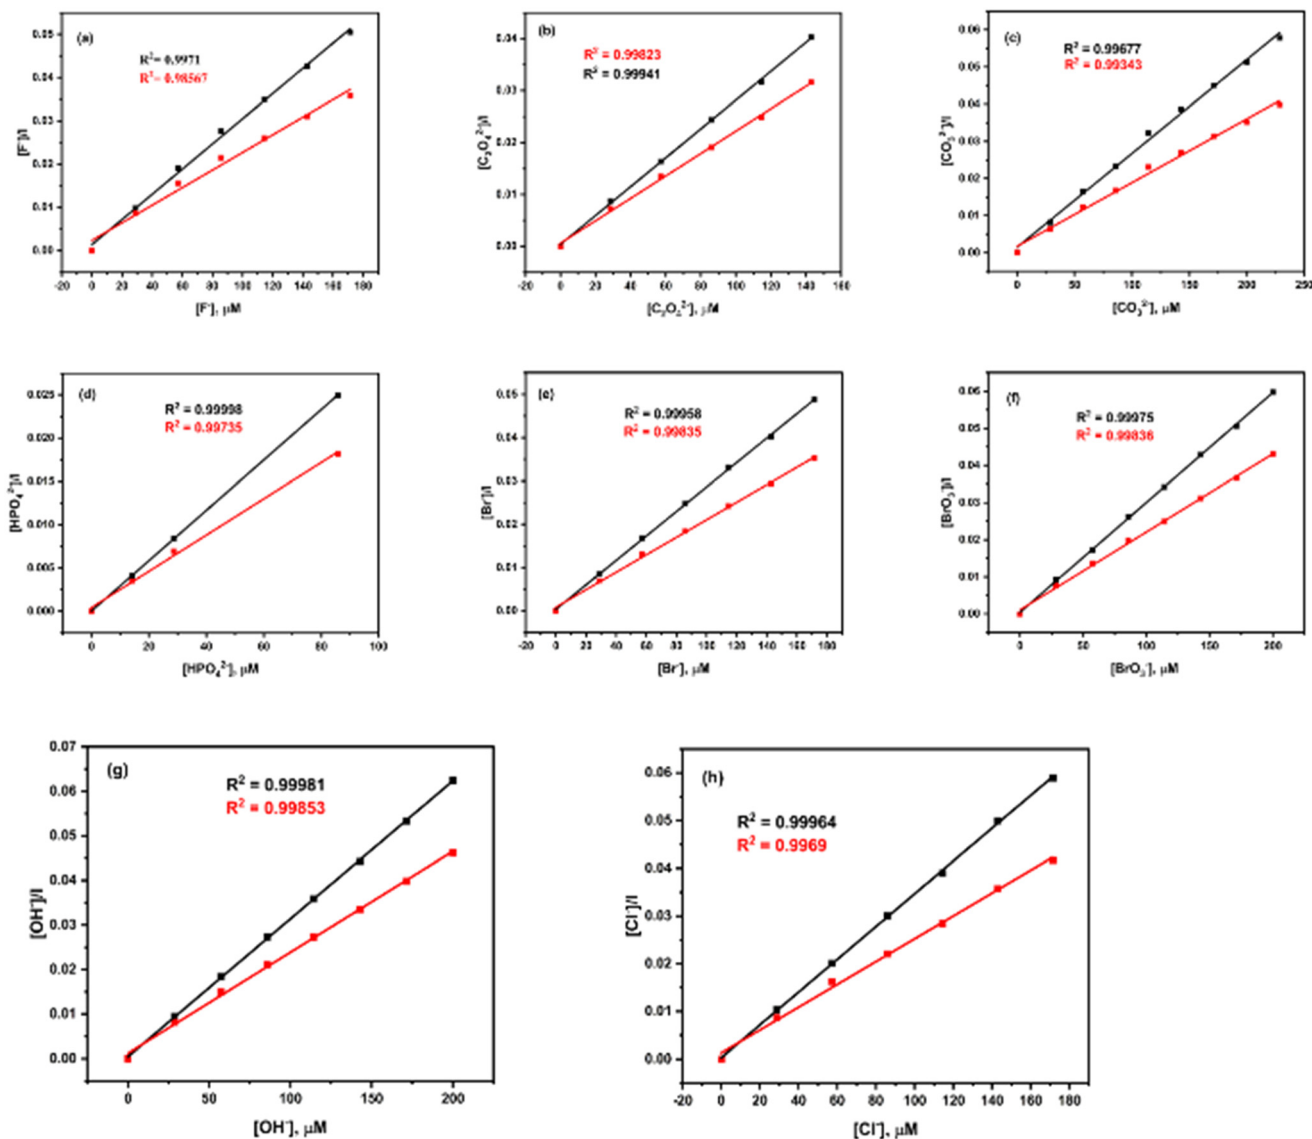 (a)
R² = 0.9971
R² = 0.98567
[F⁻]/I
0.05
0.04
0.03
0.02
0.01
0.00
-20 0 20 40 60 80 100 120 140 160 180
[F⁻], μM
(b)
R² = 0.99823
R² = 0.99941
[C₂O₄²⁻]/I
0.04
0.03
0.02
0.01
0.00
-20 0 20 40 60 80 100 120 140 160
[C₂O₄²⁻], μM
(c)
R² = 0.99677
R² = 0.99343
[CO₃²⁻]/I
0.06
0.05
0.04
0.03
0.02
0.01
0.00
0 50 100 150 200 250
[CO₃²⁻], μM
(d)
R² = 0.99998
R² = 0.99735
[HPO₄²⁻]/I
0.025
0.020
0.015
0.010
0.005
0.000
0 20 40 60 80 100
[HPO₄²⁻], μM
(e)
R² = 0.99958
R² = 0.99835
[Br⁻]/I
0.05
0.04
0.03
0.02
0.01
0.00
-20 0 20 40 60 80 100 120 140 160 180
[Br⁻], μM
(f)
R² = 0.99975
R² = 0.99836
[BrO₃⁻]/I
0.06
0.05
0.04
0.03
0.02
0.01
0.00
0 50 100 150 200
[BrO₃⁻], μM
(g)
R² = 0.99981
R² = 0.99853
[OH⁻]/I
0.07
0.06
0.05
0.04
0.03
0.02
0.01
0.00
0 50 100 150 200
[OH⁻], μM
(h)
R² = 0.99964
R² = 0.9969
[Cl⁻]/I
0.06
0.05
0.04
0.03
0.02
0.01
0.00
-20 0 20 40 60 80 100 120 140 160 180
[Cl⁻], μM